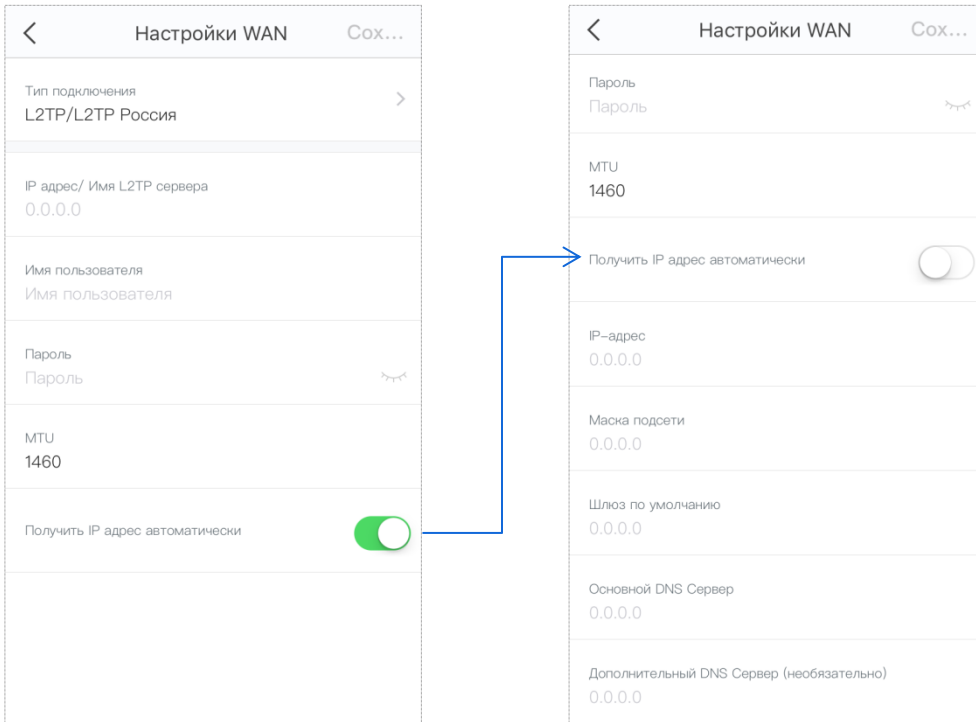 Настройки WAN
Сох...
Тип подключения
L2TP/L2TP Россия
IP адрес/ Имя L2TP сервера
0.0.0.0
Имя пользователя
Имя пользователя
Пароль
Пароль
MTU
1460
Получить IP адрес автоматически
Настройки WAN
Сох...
Пароль
Пароль
MTU
1460
Получить IP адрес автоматически
IP-адрес
0.0.0.0
Маска подсети
0.0.0.0
Шлюз по умолчанию
0.0.0.0
Основной DNS Сервер
0.0.0.0
Дополнительный DNS Сервер (необязательно)
0.0.0.0